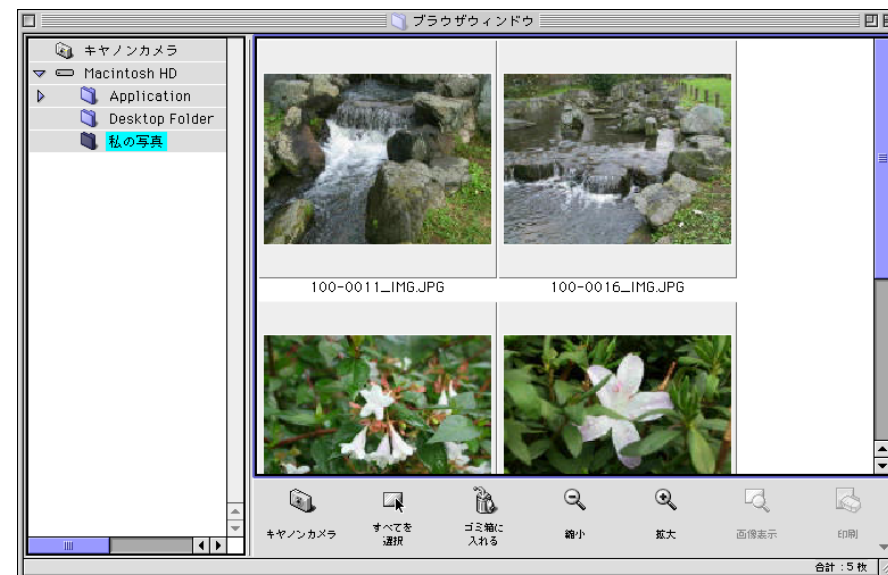 ブラウザウィンドウ
キヤノンカメラ
Macintosh HD
Application
Desktop Folder
私の写真
100-0011_IMG.JPG
100-0016_IMG.JPG
キヤノンカメラ
すべてを
選択
ゴミ箱に
入れる
縮小
拡大
画像表示
印刷
合計：5 枚